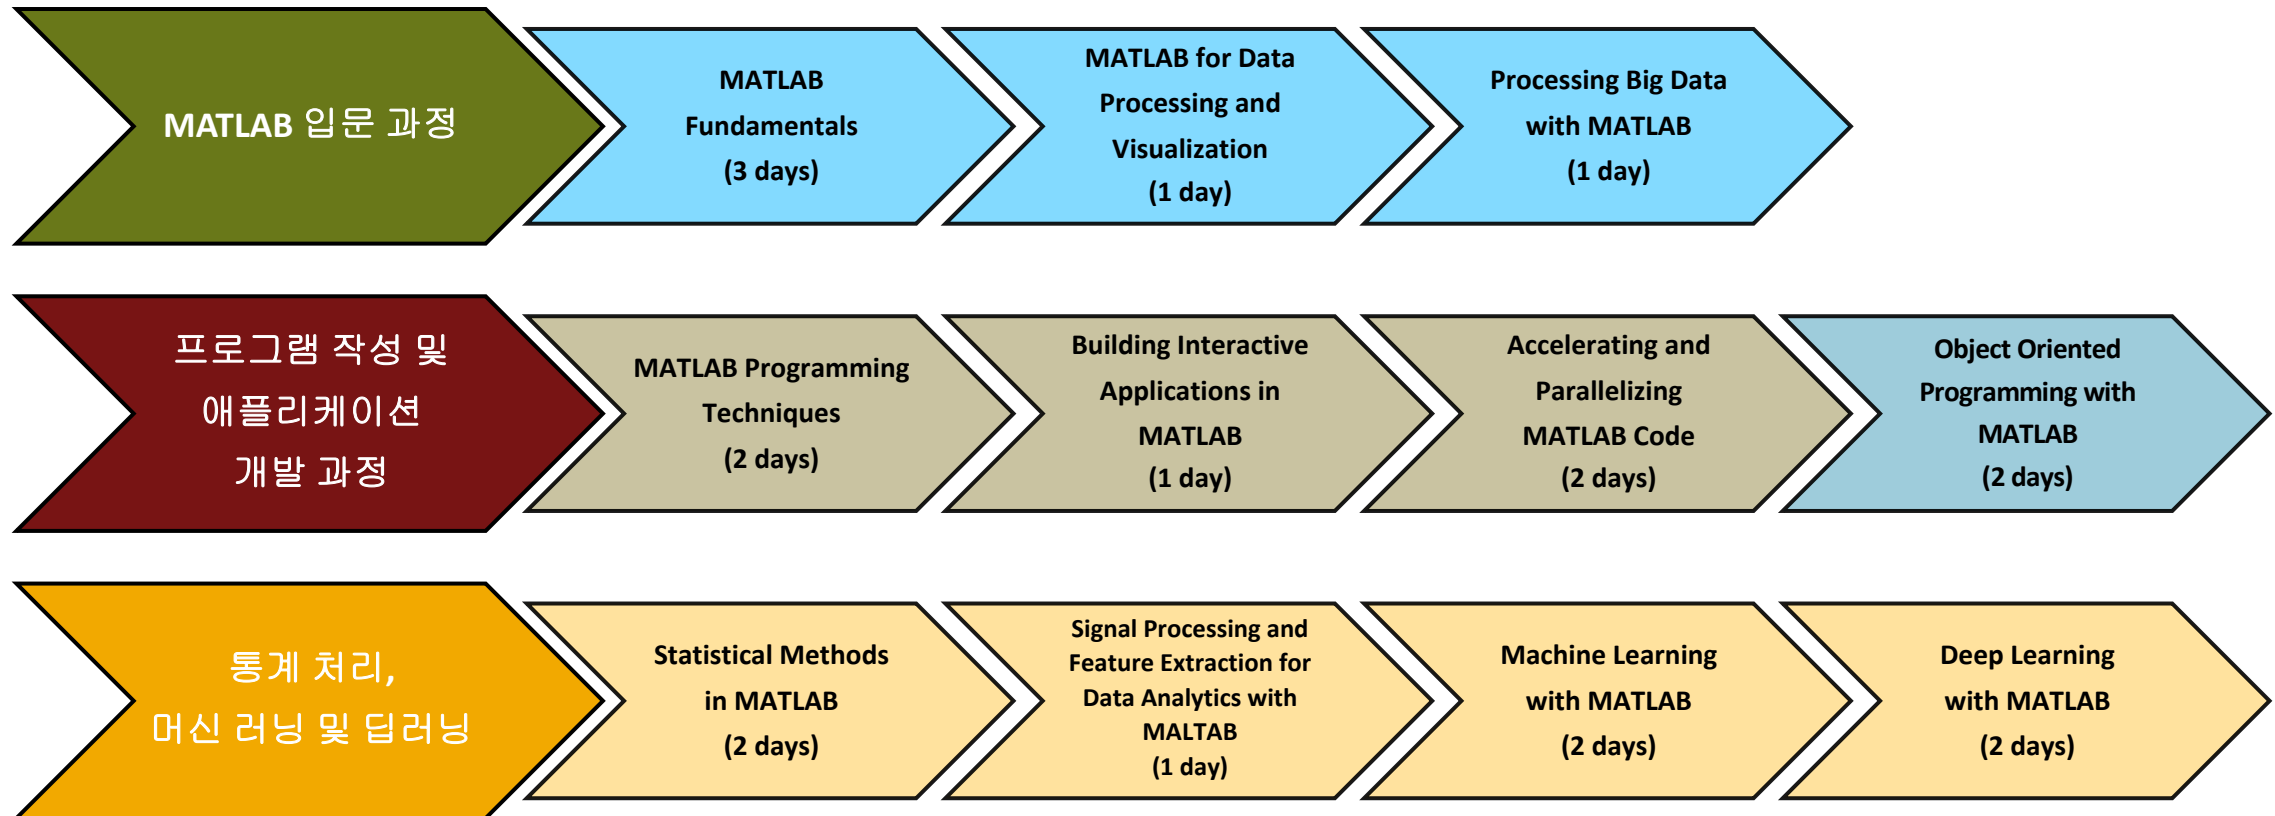 MATLAB 입문 과정
MATLAB
Fundamentals
(3 days)
MATLAB for Data
Processing and
Visualization
(1 day)
Processing Big Data
with MATLAB
(1 day)
프로그램 작성 및
애플리케이션
개발 과정
MATLAB Programming
Techniques
(2 days)
Building Interactive
Applications in
MATLAB
(1 day)
Accelerating and
Parallelizing
MATLAB Code
(2 days)
Object Oriented
Programming with
MATLAB
(2 days)
통계 처리,
머신 러닝 및 딥러닝
Statistical Methods
in MATLAB
(2 days)
Signal Processing and
Feature Extraction for
Data Analytics with
MALTAB
(1 day)
Machine Learning
with MATLAB
(2 days)
Deep Learning
with MATLAB
(2 days)